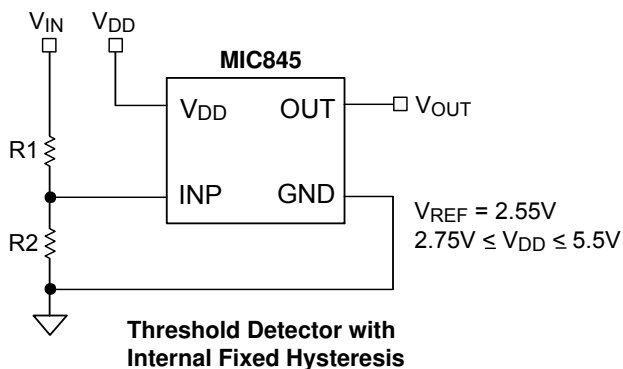 VIN VDD
MIC845
VDD OUT
VOUT
R1
INP GND
VREF = 2.55V
R2
2.75V ≤ VDD ≤ 5.5V
Threshold Detector with
Internal Fixed Hysteresis